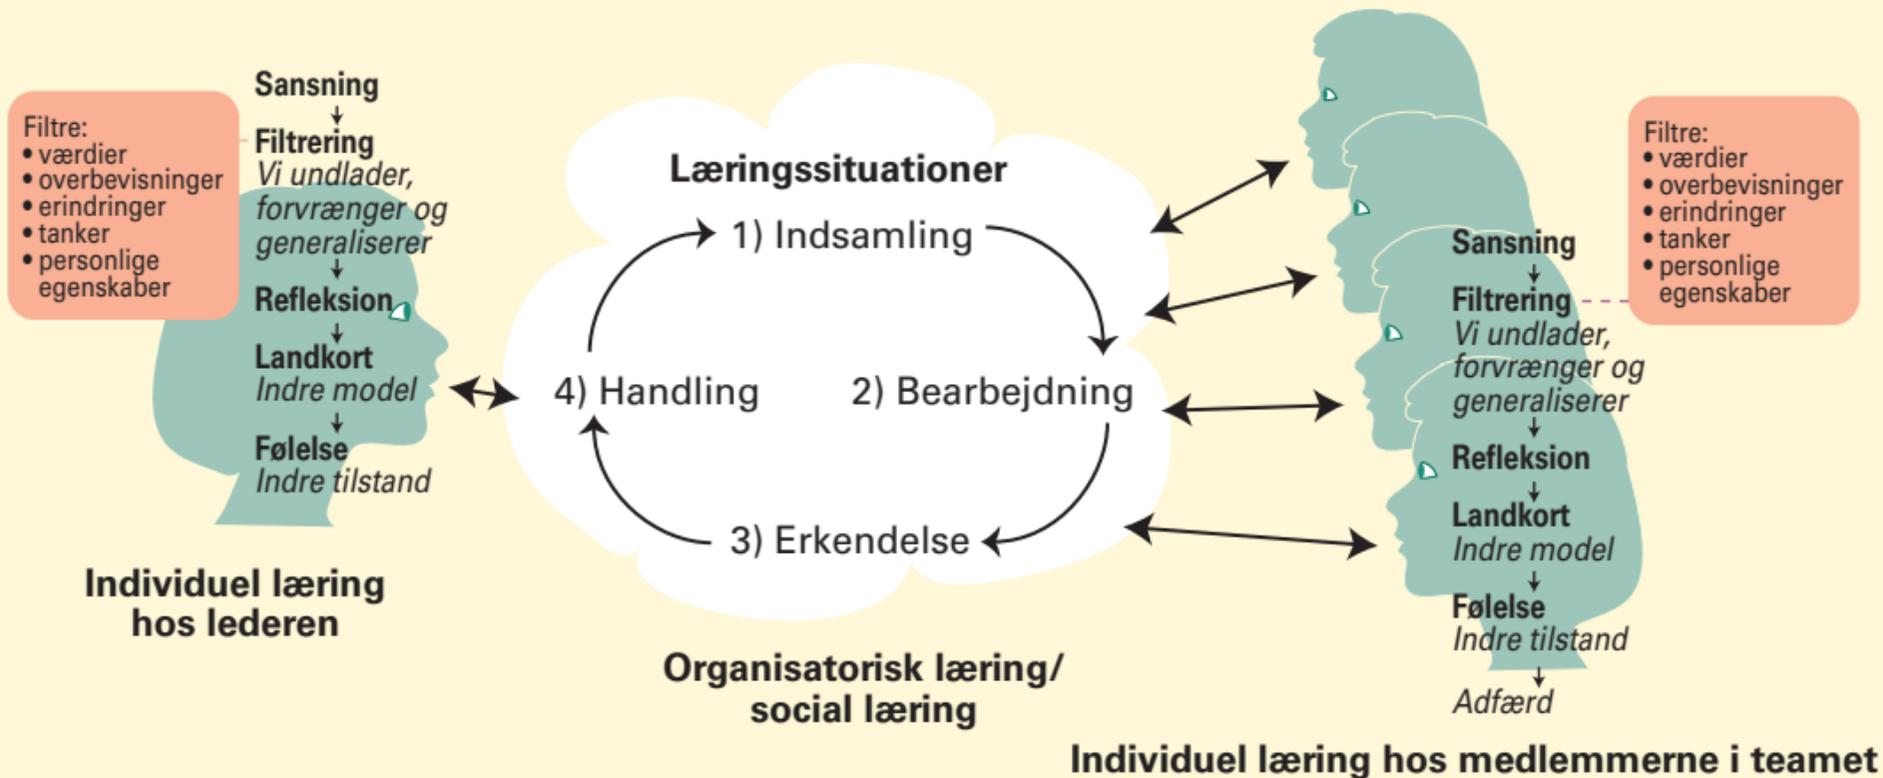 Filtre:
• værdier
• overbevisninger
• erindringer
• tanker
• personlige
egenskaber
Sansning
Filtrering
Vi undlader,
forvrænger og
generaliserer
Refleksion
Landkort
Indre model
Følelse
Indre tilstand
Individuel læring
hos lederen
Læringssituationer
1) Indsamling
2) Bearbejdning
3) Erkendelse
4) Handling
Organisatorisk læring/
social læring
Sansning
Filtrering
Vi undlader,
forvrænger og
generaliserer
Refleksion
Landkort
Indre model
Følelse
Indre tilstand
Adfærd
Filtre:
• værdier
• overbevisninger
• erindringer
• tanker
• personlige
egenskaber
Individuel læring hos medlemmerne i teamet